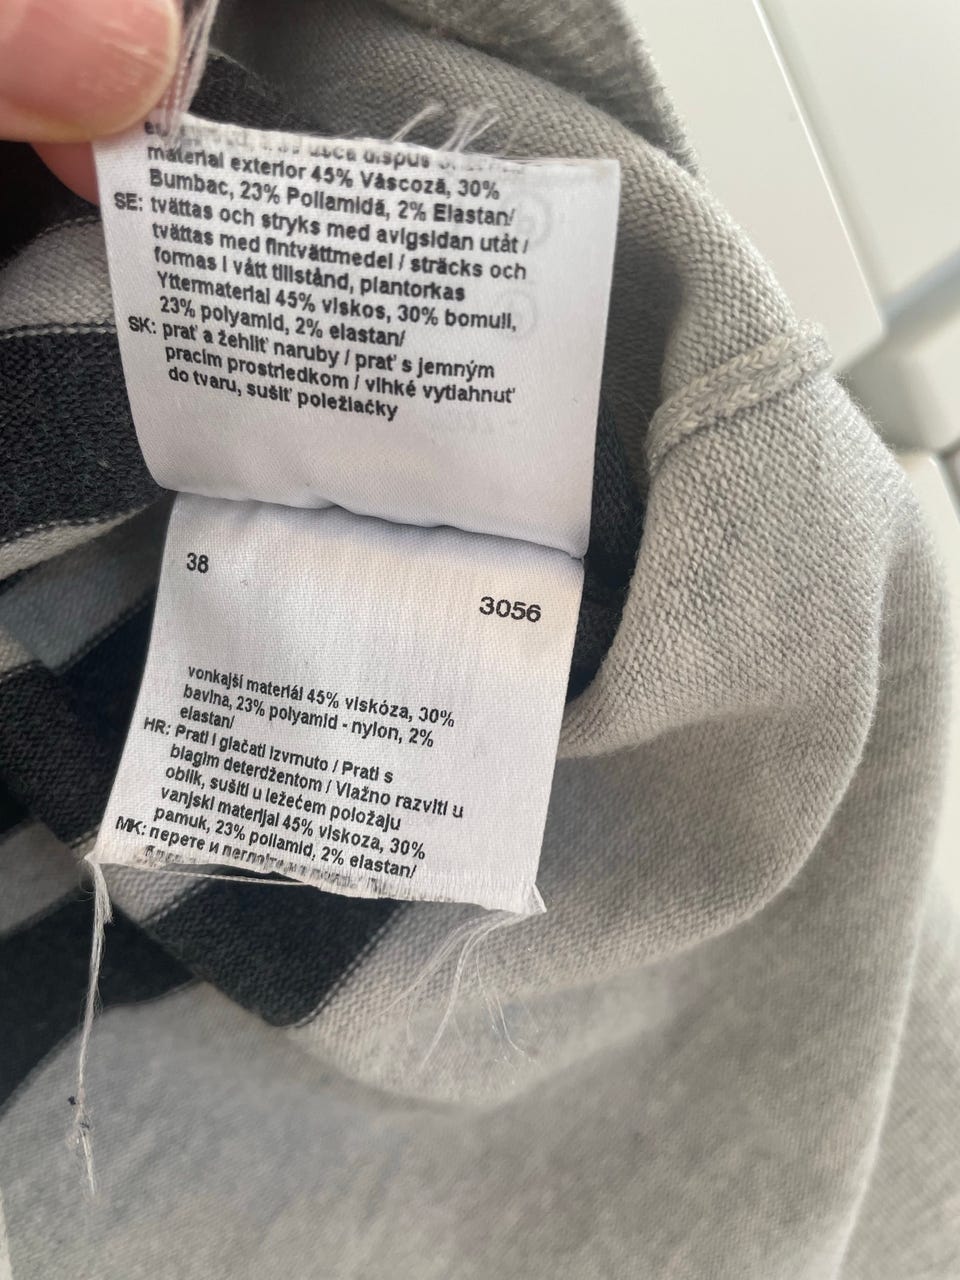 dispus
material exterior 45% Vâscoză, 30%
Bumbac, 23% Poliamidă, 2% Elastan/
SE: tvättas och stryks med avigsidan utåt /
tvättas med fintvättmedel / sträcks och
formas i vått tillstånd, plantorkas
Yttermaterial 45% viskos, 30% bomull,
23% polyamid, 2% elastan/
SK: prať a žehliť naruby / prať s jemným
pracím prostriedkom / vlhké vytiahnuť
do tvaru, sušiť poležiačky
38
3056
vonkajší materiál 45% viskóza, 30%
bavlna, 23% polyamid - nylon, 2%
elastan/
HR: Prati i glačati izvrnuto / Prati s
blagim deterdžentom / Vlažno razviti u
oblik, sušiti u ležećem položaju
vanjski materijal 45% viskoza, 30%
pamuk, 23% poliamid, 2% elastan/
MK: перете и пеглајте